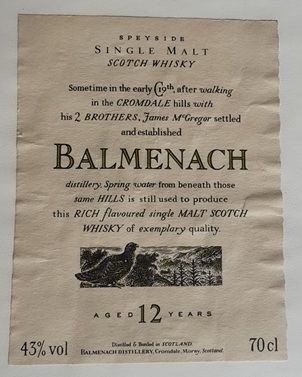 SPEYSIDE
SINGLE MALT
SCOTCH WHISKY
Sometime in the early C19th, after walking
in the CROMDALE hills with
his 2 BROTHERS, James McGregor settled
and established
BALMENACH
distillery. Spring water from beneath those
same HILLS is still used to produce
this RICH flavoured single MALT SCOTCH
WHISKY of exemplary quality.
AGED 12 YEARS
43% vol
Distilled & Bottled in SCOTLAND.
BALMENACH DISTILLERY, Cromdale, Moray, Scotland.
70 cl